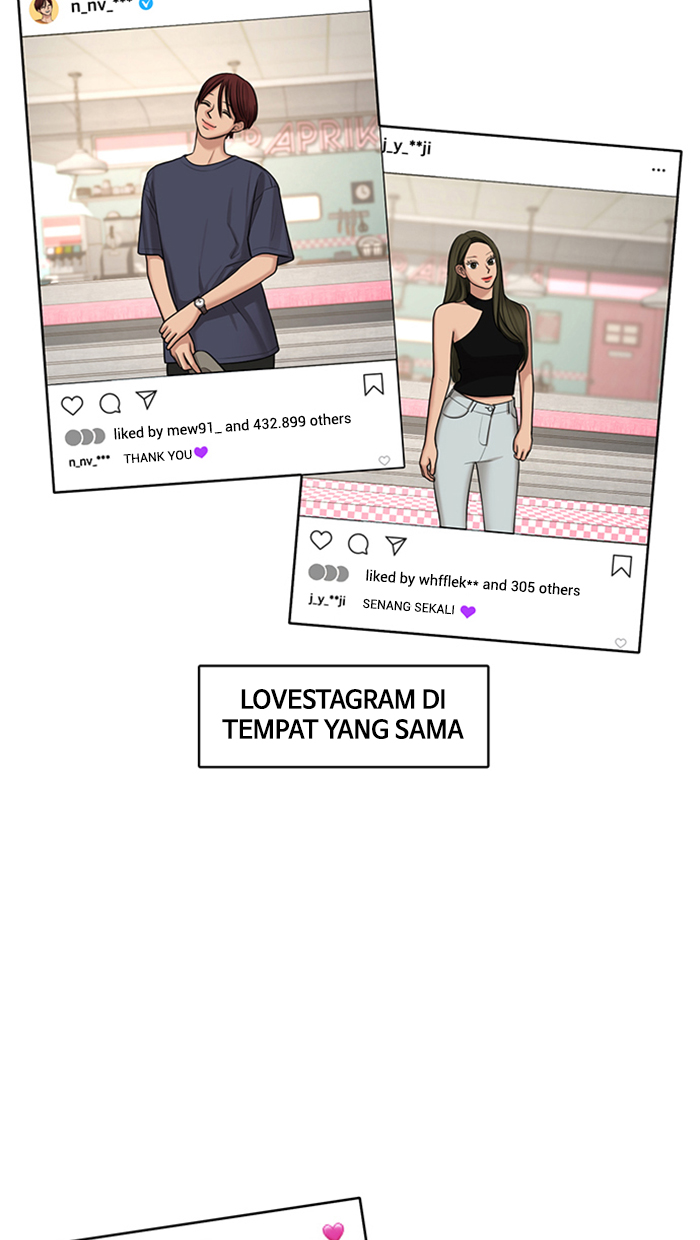 n_nv_***
APRIK
j_y_**ji
liked by mew91_ and 432.899 others
n_nv_*** THANK YOU💜
liked by whfflek** and 305 others
j_y_**ji SENANG SEKALI 💜
LOVESTAGRAM DI
TEMPAT YANG SAMA